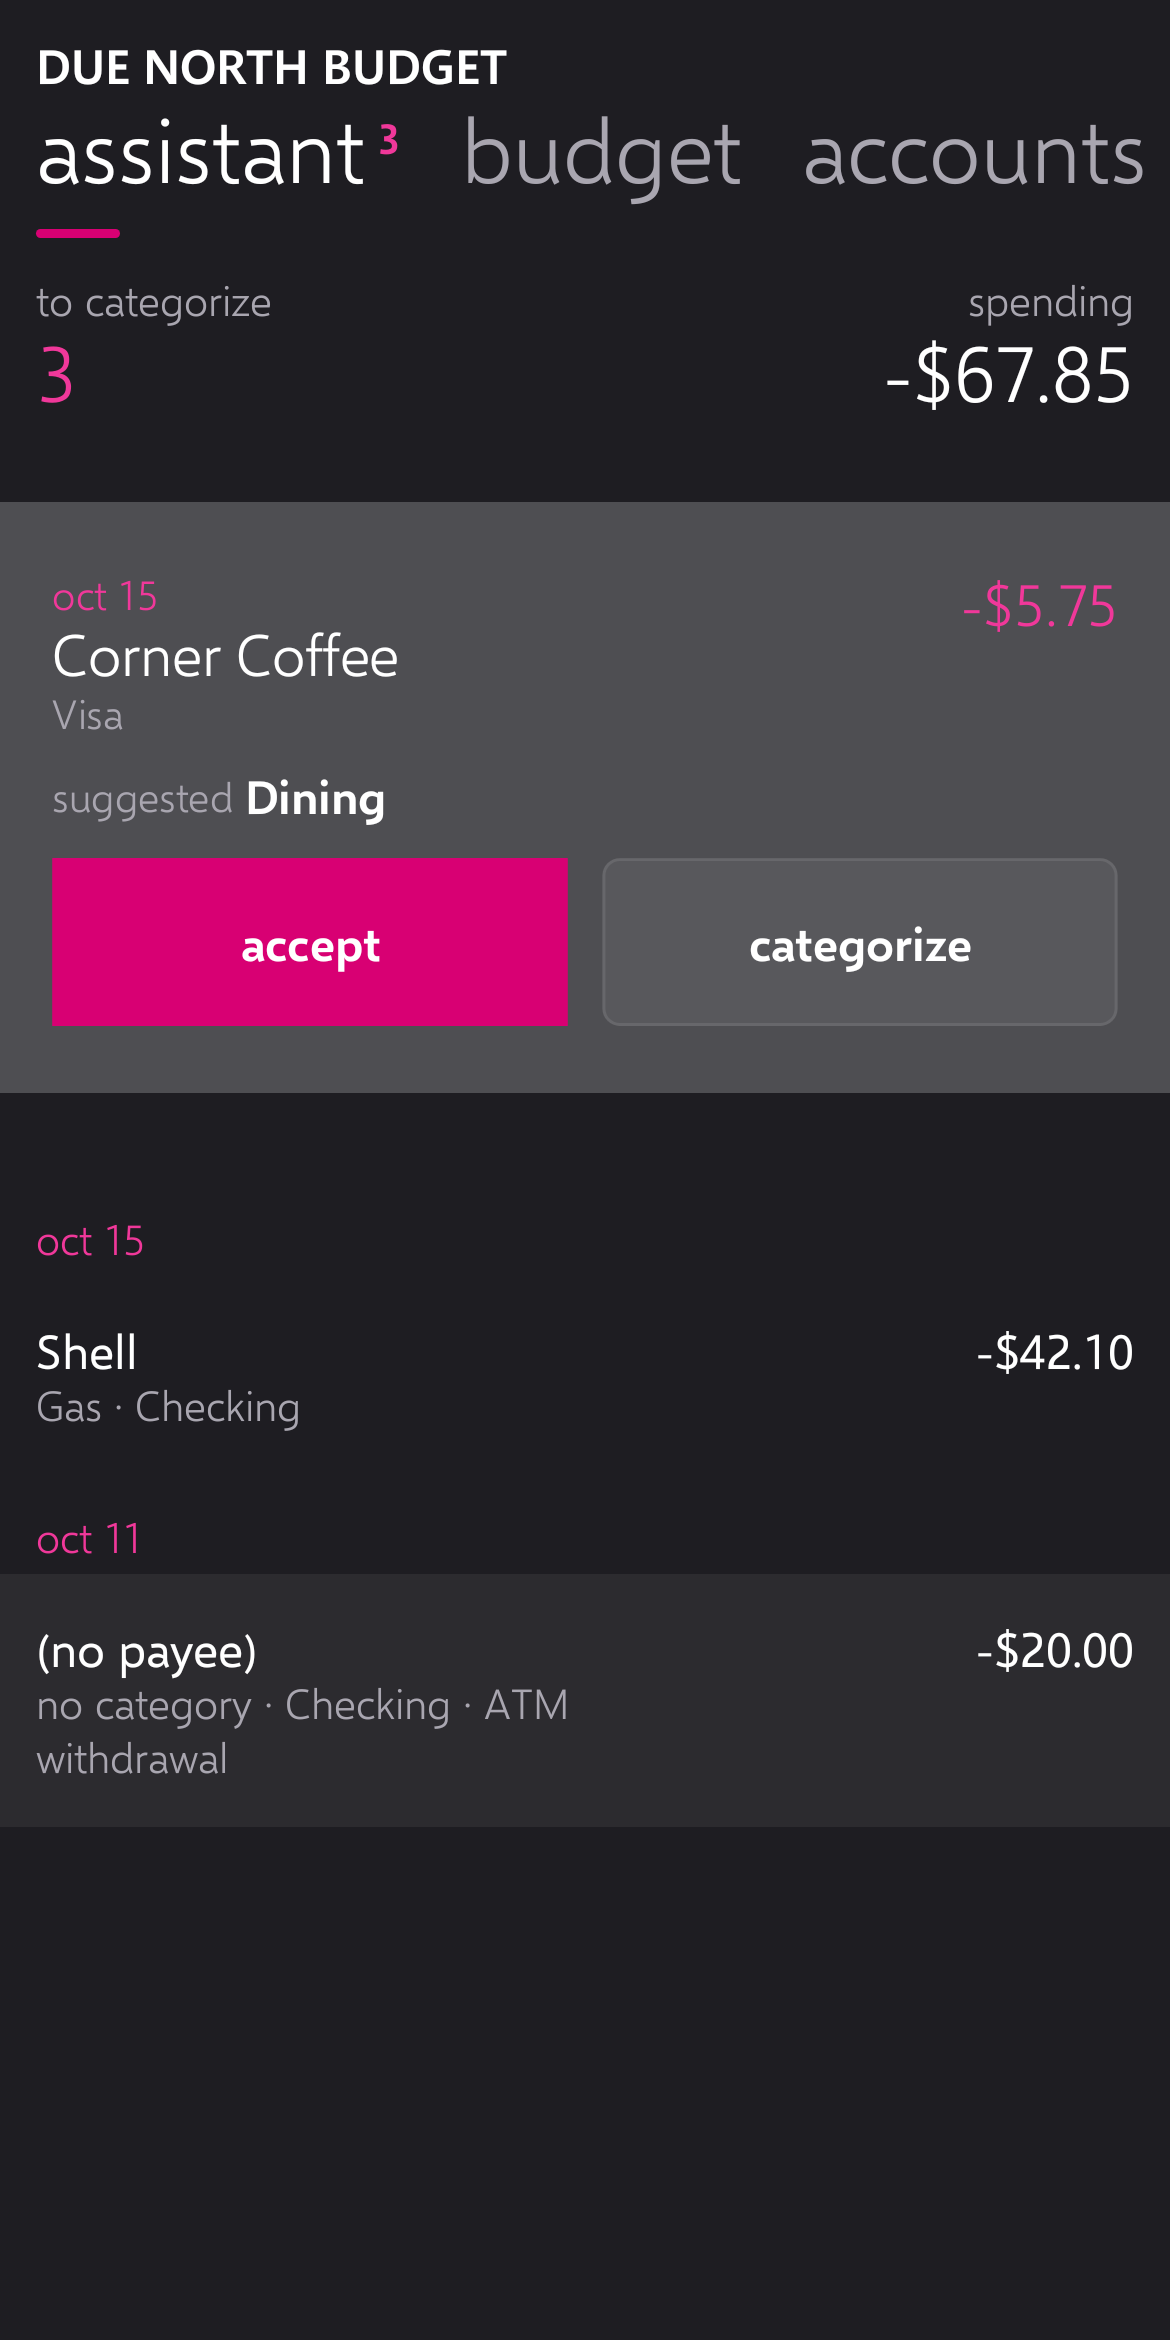 DUE NORTH BUDGET
assistant 3 budget accounts
to categorize spending
3 -$67.85
oct 15 -$5.75
Corner Coffee
Visa
suggested Dining
accept categorize
oct 15
Shell -$42.10
Gas · Checking
oct 11
(no payee) -$20.00
no category · Checking · ATM
withdrawal